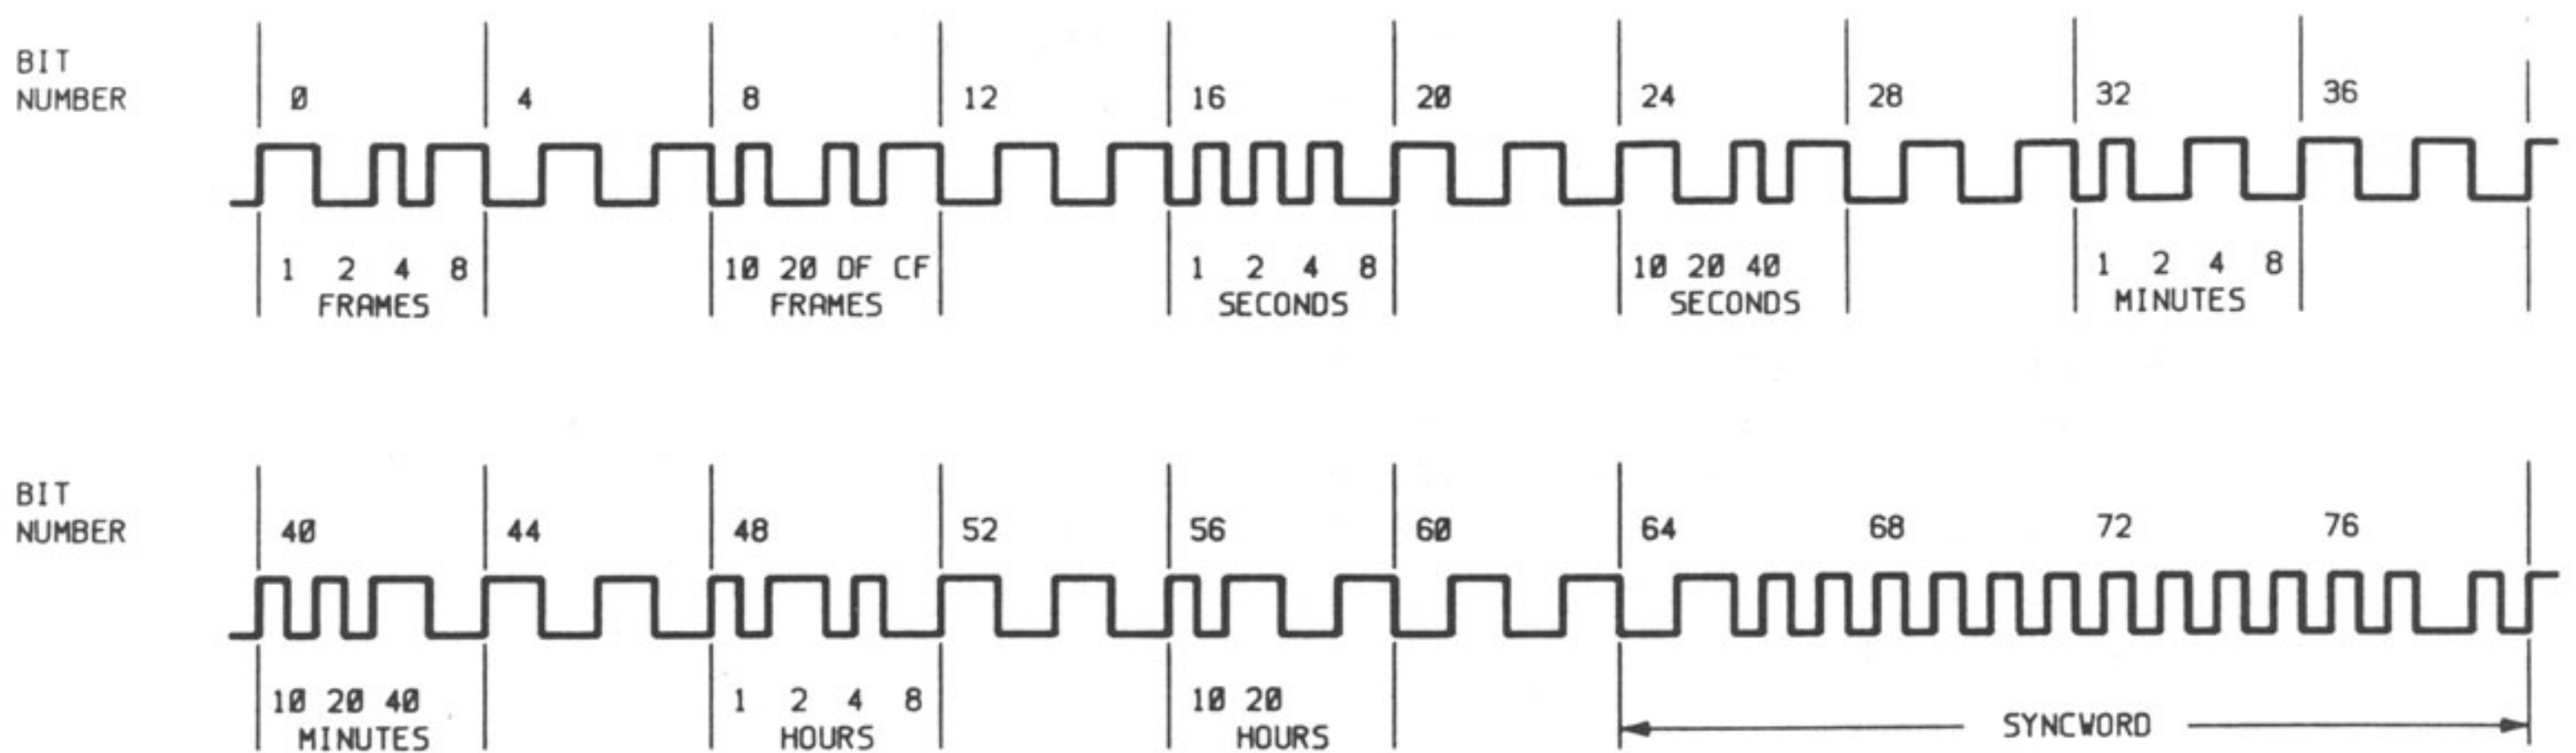 BIT
NUMBER
0 4 8 12 16 20 24 28 32 36
1 2 4 8 10 20 DF CF 1 2 4 8 10 20 40 1 2 4 8
FRAMES FRAMES SECONDS SECONDS MINUTES
BIT
NUMBER
40 44 48 52 56 60 64 68 72 76
10 20 40 1 2 4 8 10 20 SYNCWORD
MINUTES HOURS HOURS